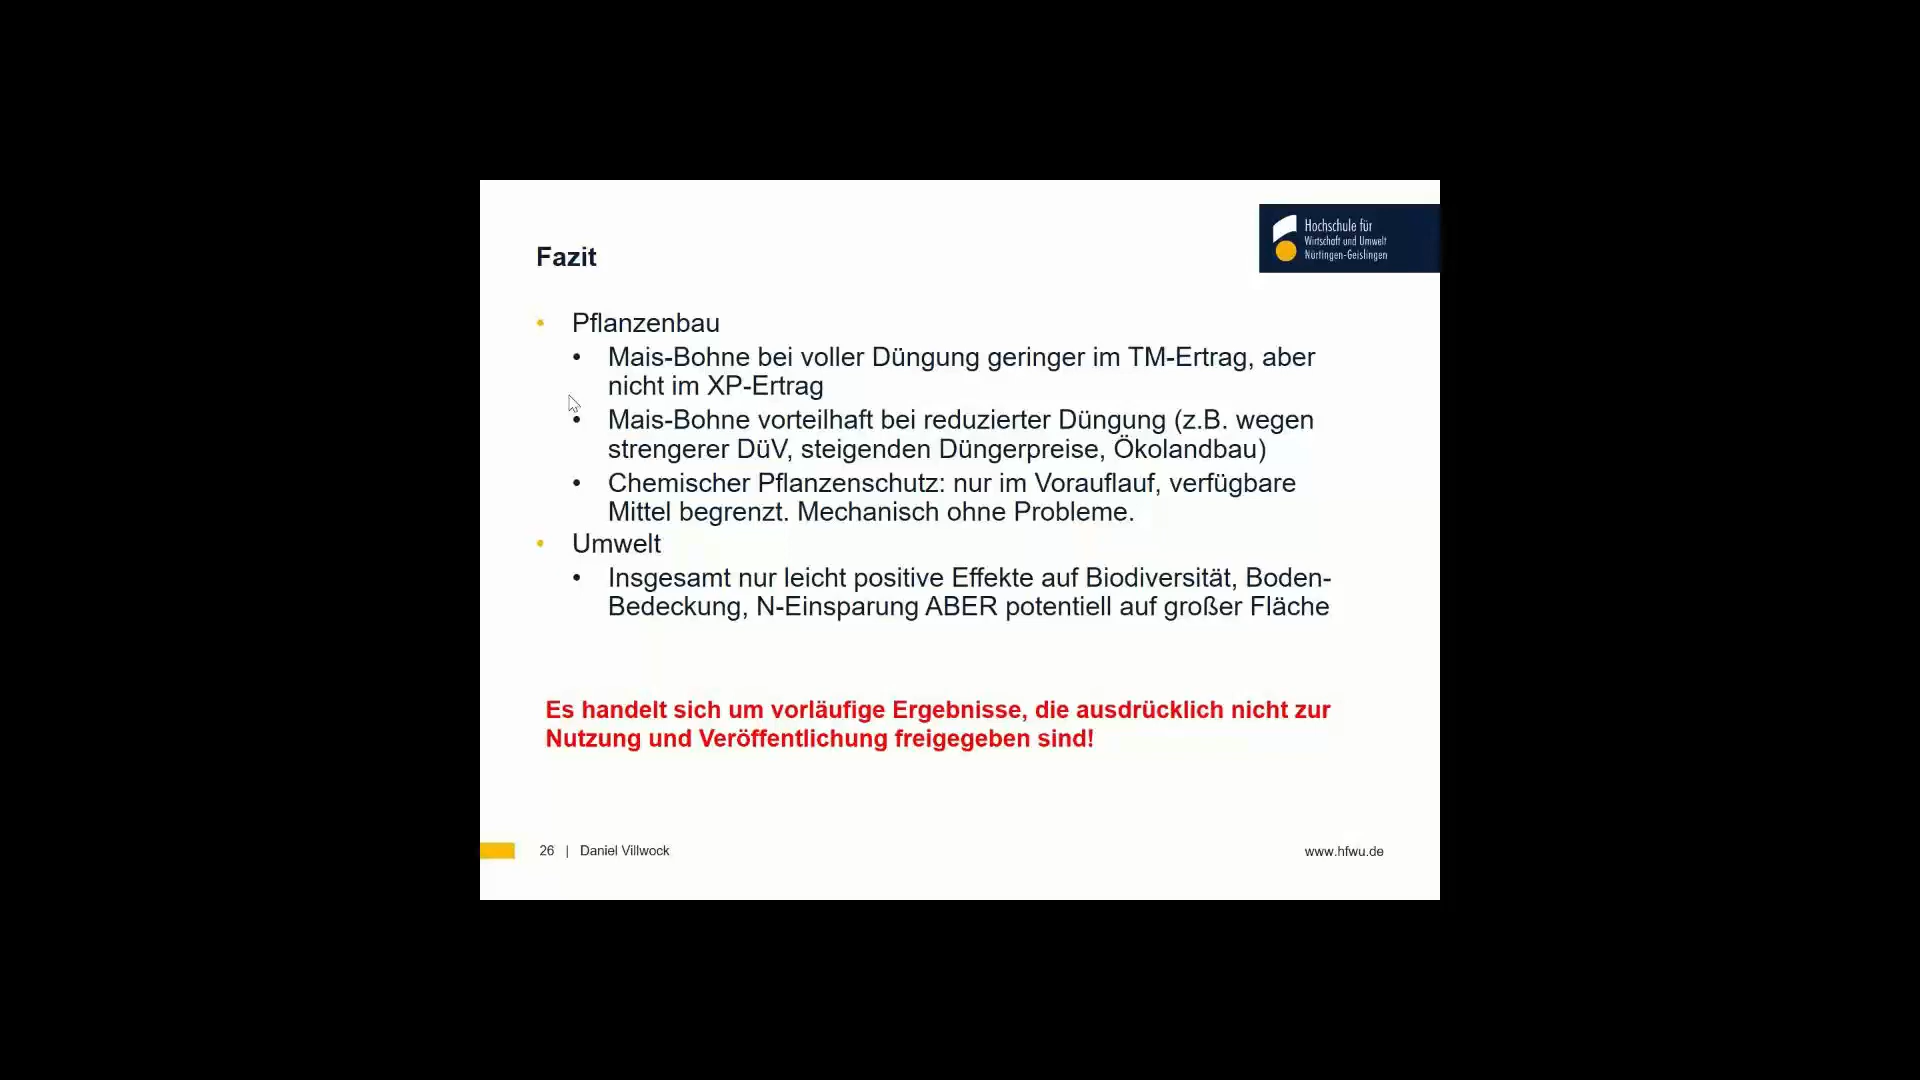 Hochschule für
Wirtschaft und Umwelt
Nürtingen-Geislingen
Fazit
• Pflanzenbau
• Mais-Bohne bei voller Düngung geringer im TM-Ertrag, aber
nicht im XP-Ertrag
• Mais-Bohne vorteilhaft bei reduzierter Düngung (z.B. wegen
strengerer DüV, steigenden Düngerpreise, Ökolandbau)
• Chemischer Pflanzenschutz: nur im Vorauflauf, verfügbare
Mittel begrenzt. Mechanisch ohne Probleme.
• Umwelt
• Insgesamt nur leicht positive Effekte auf Biodiversität, Boden-
Bedeckung, N-Einsparung ABER potentiell auf großer Fläche
Es handelt sich um vorläufige Ergebnisse, die ausdrücklich nicht zur
Nutzung und Veröffentlichung freigegeben sind!
26 | Daniel Villwock
www.hfwu.de